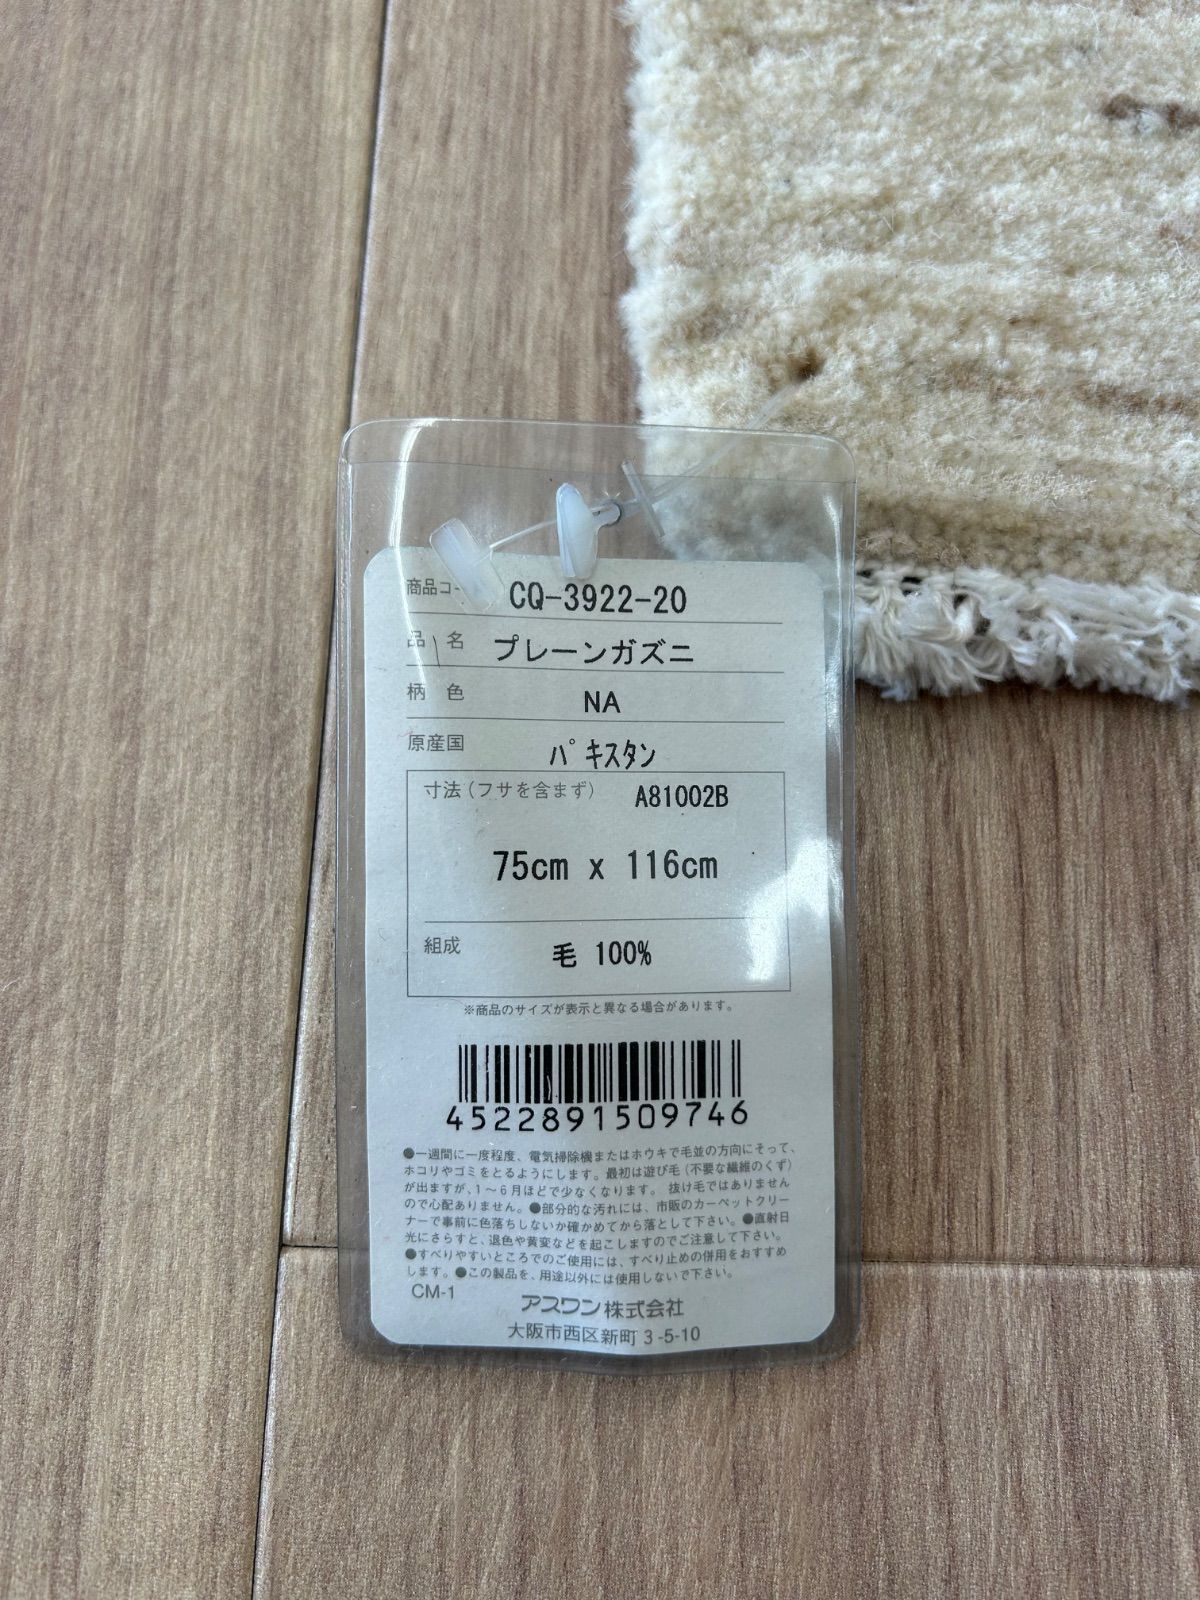 商品コー CQ-3922-20
品 名 プレーンガズニ
柄 色 NA
原産国 パキスタン
寸法(フサを含まず) A81002B
75cm x 116cm
組成 毛 100%
※商品のサイズが表示と異なる場合があります。
4522891509746
●一週間に一度程度、電気掃除機またはホウキで毛並の方向にそって、
ホコリやゴミをとるようにします。最初は遊び毛(不要な繊維のくず)
が出ますが、1〜6月ほどで少なくなります。 抜け毛ではありません
ので心配ありません。●部分的な汚れには、市販のカーペットクリー
ナーで事前に色落ちしないか確かめてから落として下さい。●直射日
光にさらすと、退色や黄変などを起こしますのでご注意して下さい。
●すべりやすいところでのご使用には、すべり止めの併用をおすすめ
します。●この製品を、用途以外には使用しないで下さい。
CM-1
アスワン株式会社
大阪市西区新町 3-5-10